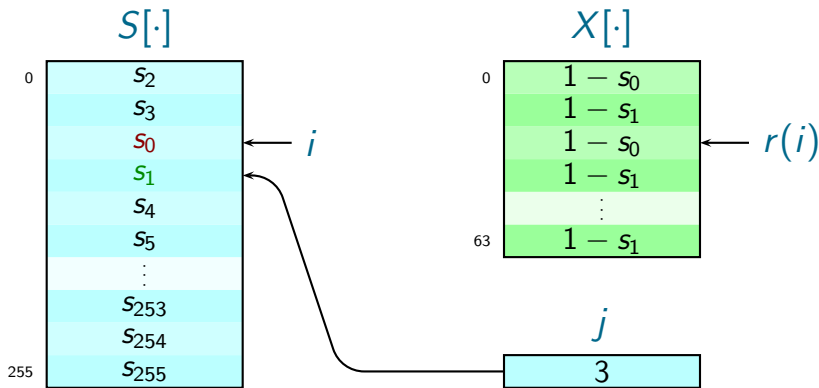 S[·]
0
s₂
s₃
s₀
i
s₁
s₄
s₅
⋮
s₂₅₃
s₂₅₄
255
s₂₅₅
X[·]
0
1 − s₀
1 − s₁
1 − s₀
r(i)
1 − s₁
⋮
63
1 − s₁
j
3